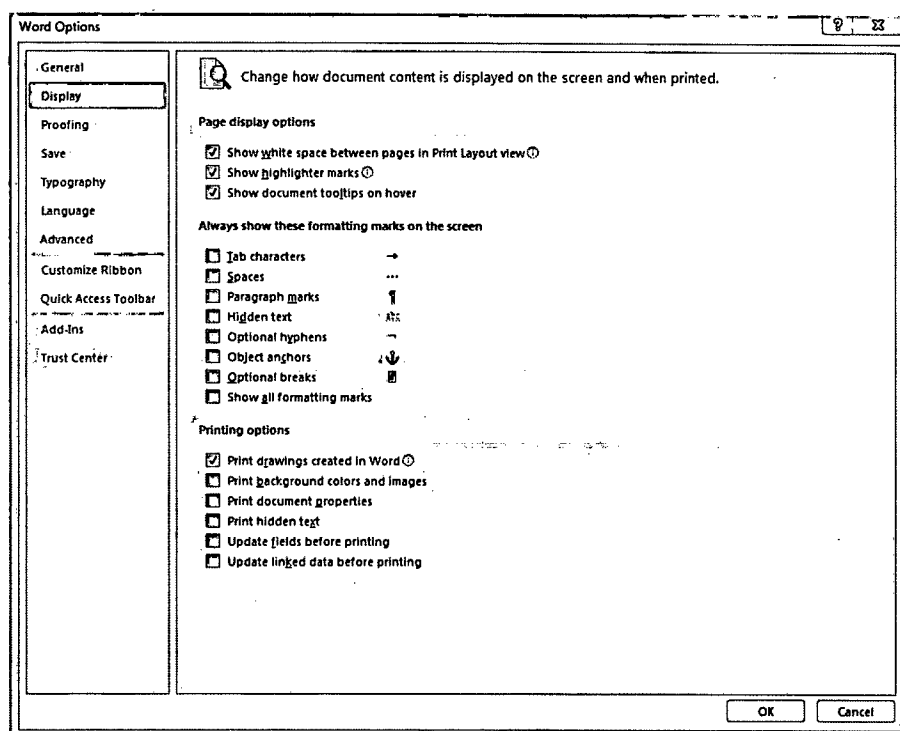 Word Options
General
Display
Proofing
Save
Typography
Language
Advanced
Customize Ribbon
Quick Access Toolbar
Add-Ins
Trust Center
Change how document content is displayed on the screen and when printed.
Page display options
Show white space between pages in Print Layout view
Show highlighter marks
Show document tooltips on hover
Always show these formatting marks on the screen
Tab characters →
Spaces ···
Paragraph marks ¶
Hidden text abc
Optional hyphens ¬
Object anchors
Optional breaks
Show all formatting marks
Printing options
Print drawings created in Word
Print background colors and images
Print document properties
Print hidden text
Update fields before printing
Update linked data before printing
OK Cancel